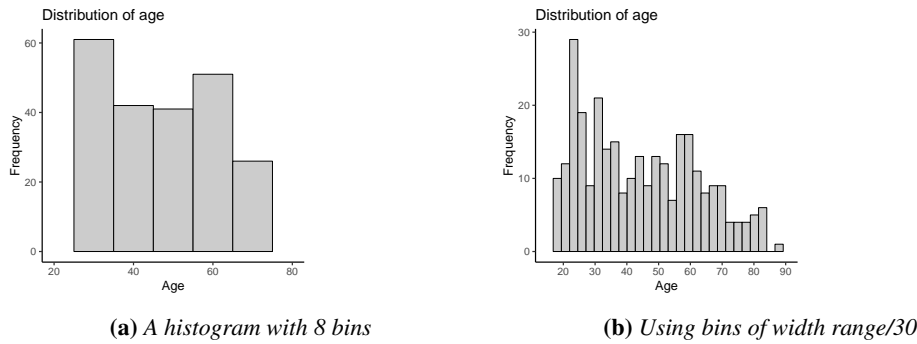 Distribution of age
60
40
20
0
Frequency
20 40 60 80
Age
(a) A histogram with 8 bins
Distribution of age
30
20
10
0
Frequency
20 30 40 50 60 70 80 90
Age
(b) Using bins of width range/30